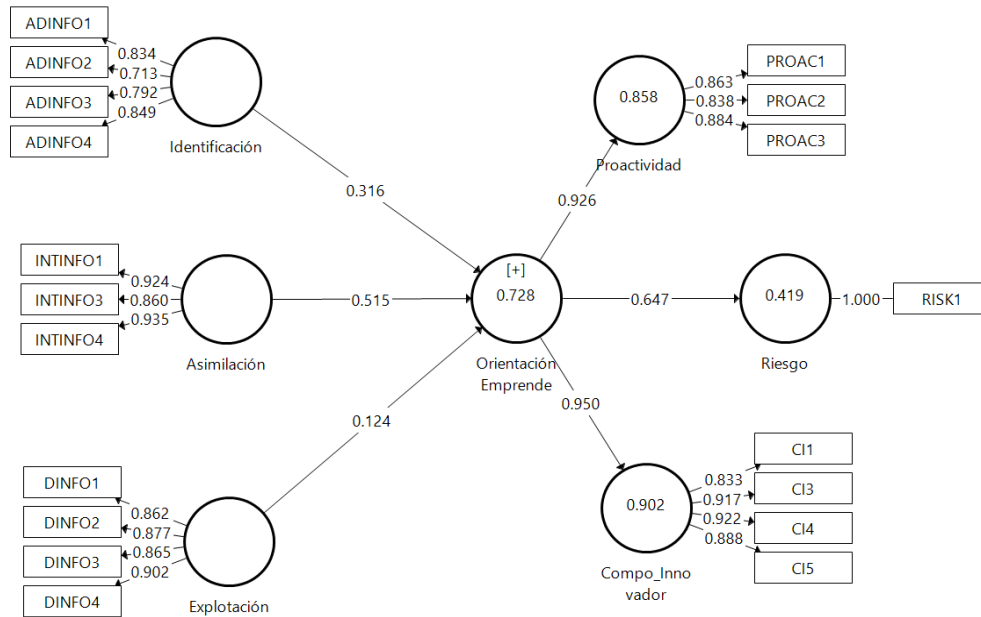 ADINFO1
ADINFO2
ADINFO3
ADINFO4
0.834
0.713
0.792
0.849
Identificación
0.316
INTINFO1
INTINFO3
INTINFO4
0.924
0.860
0.935
Asimilación
0.515
DINFO1
DINFO2
DINFO3
DINFO4
0.862
0.877
0.865
0.902
Explotación
0.124
[+]
0.728
Orientación
Emprende
0.926
0.858
Proactividad
0.863
0.838
0.884
PROAC1
PROAC2
PROAC3
0.647
0.419
Riesgo
1.000
RISK1
0.950
0.902
Compo_Inno
vador
0.833
0.917
0.922
0.888
CI1
CI3
CI4
CI5